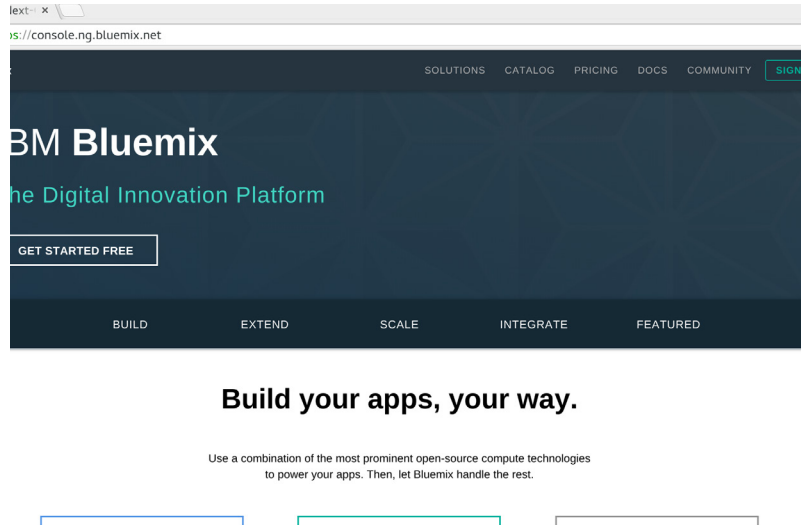 lext
os://console.ng.bluemix.net
SOLUTIONS CATALOG PRICING DOCS COMMUNITY SIGN
BM Bluemix
he Digital Innovation Platform
GET STARTED FREE
BUILD EXTEND SCALE INTEGRATE FEATURED
Build your apps, your way.
Use a combination of the most prominent open-source compute technologies
to power your apps. Then, let Bluemix handle the rest.